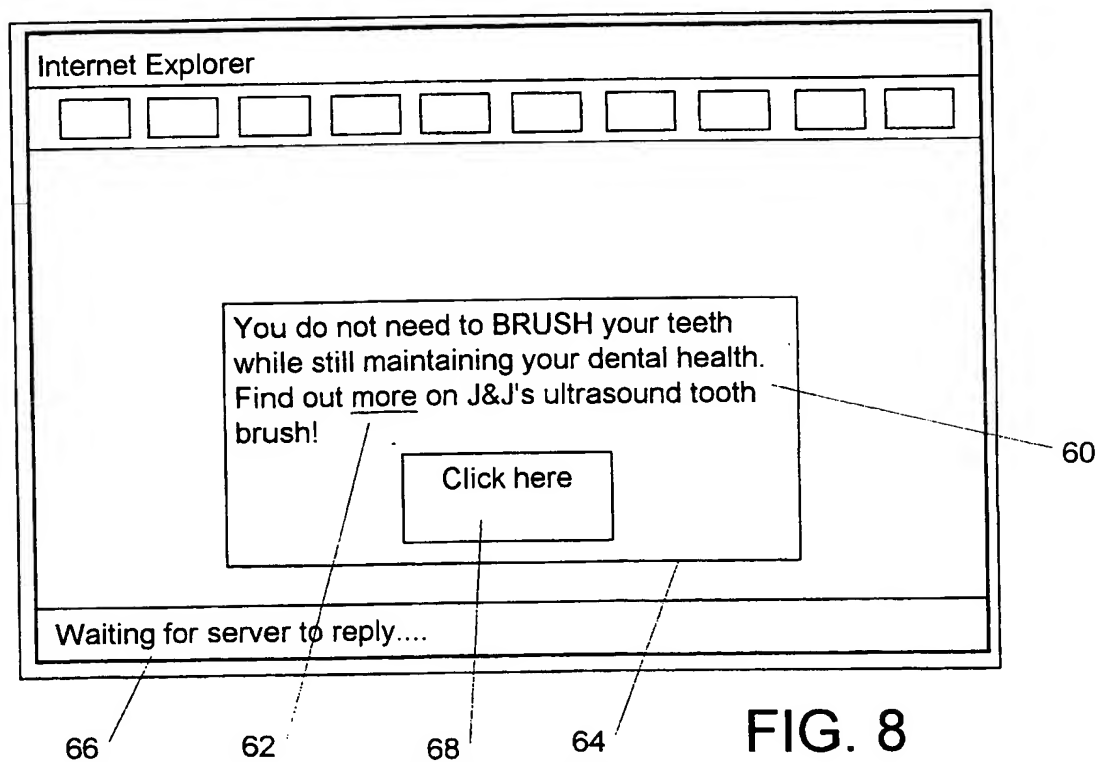 Internet Explorer
You do not need to BRUSH your teeth
while still maintaining your dental health.
Find out more on J&J's ultrasound tooth
brush!
60
Click here
Waiting for server to reply....
66
62
68
64
FIG. 8